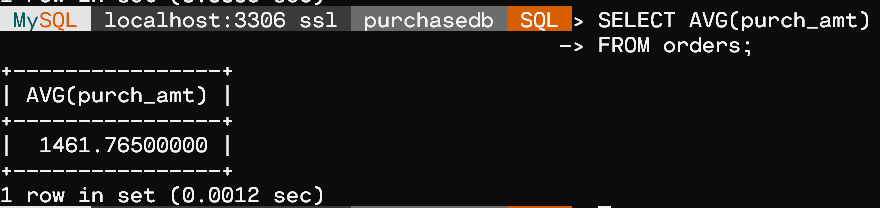 MySQL localhost:3306 ssl purchasedb SQL > SELECT AVG(purch_amt)
-> FROM orders;
+----------------+
| AVG(purch_amt) |
+----------------+
| 1461.76500000 |
+----------------+
1 row in set (0.0012 sec)